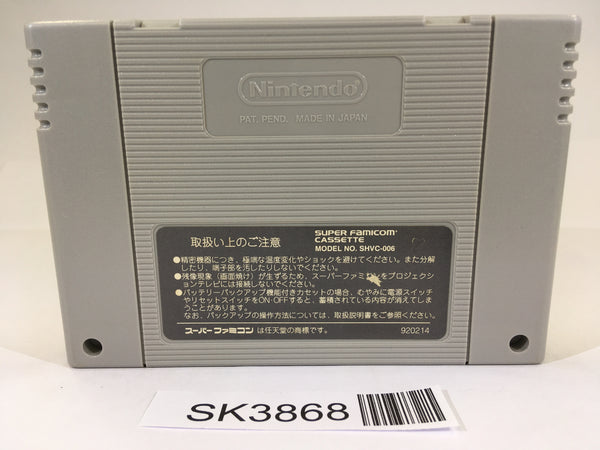 Nintendo
PAT. PEND. MADE IN JAPAN
取扱い上のご注意
SUPER FAMICOM
CASSETTE
MODEL NO. SHVC-006
●精密機器につき、極端な温度変化やショックを避けてください。また分解
したり、端子部を汚したりしないでください。
●残像現象(画面焼け)が生ずるため、スーパーファミコンをプロジェクシ
ョンテレビには接続しないでください。
●バッテリーバックアップ機能付きカセットの場合、むやみに電源スイッチ
やリセットスイッチをON・OFFすると、蓄積されている内容が消えてしま
うことがあります。
なお、バックアップの操作方法については、取扱説明書をご参照ください。
スーパーファミコン は任天堂の商標です。 920214
SK3868